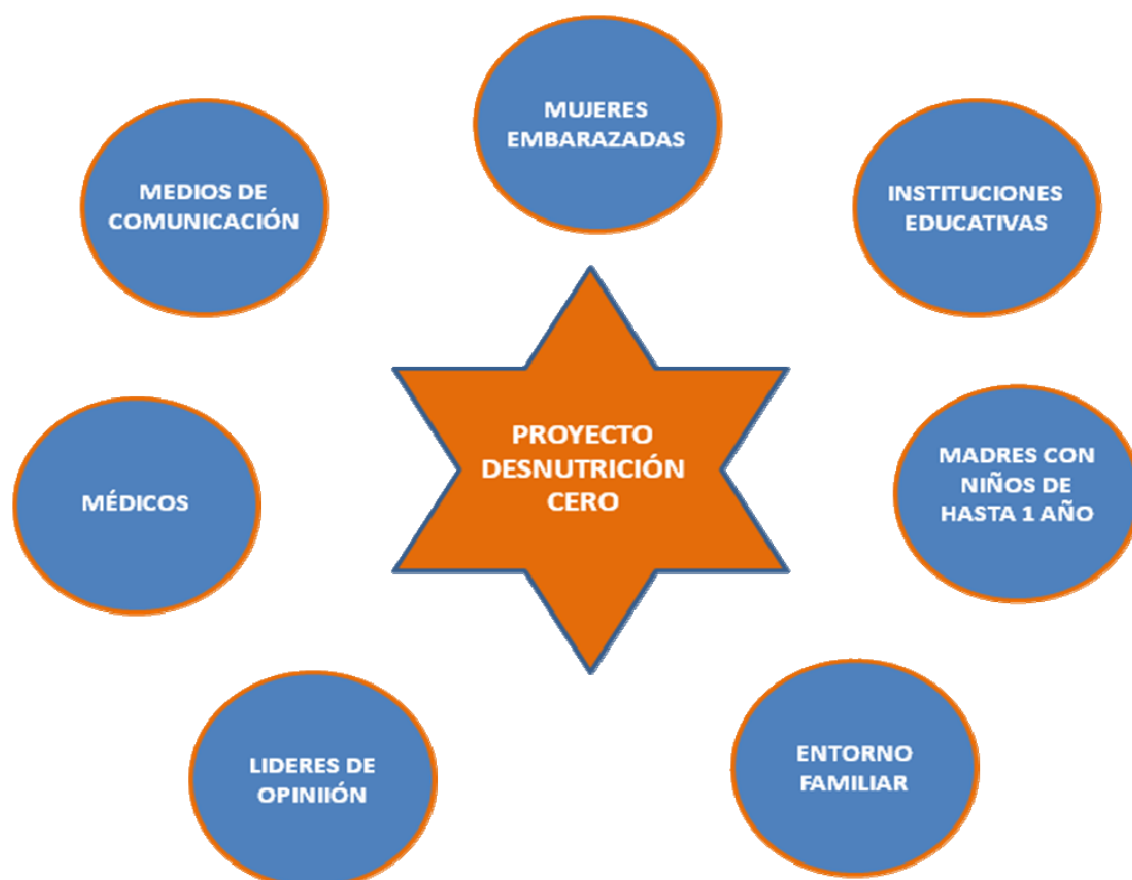 MUJERES
EMBARAZADAS
MEDIOS DE
COMUNICACIÓN
INSTITUCIONES
EDUCATIVAS
PROYECTO
DESNUTRICIÓN
CERO
MADRES CON
NIÑOS DE
HASTA 1 AÑO
MÉDICOS
LIDERES DE
OPINIIÓN
ENTORNO
FAMILIAR